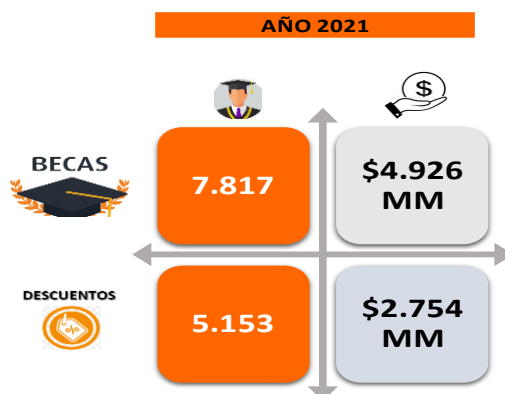 AÑO 2021
$
BECAS
7.817
$4.926
MM
DESCUENTOS
%
5.153
$2.754
MM